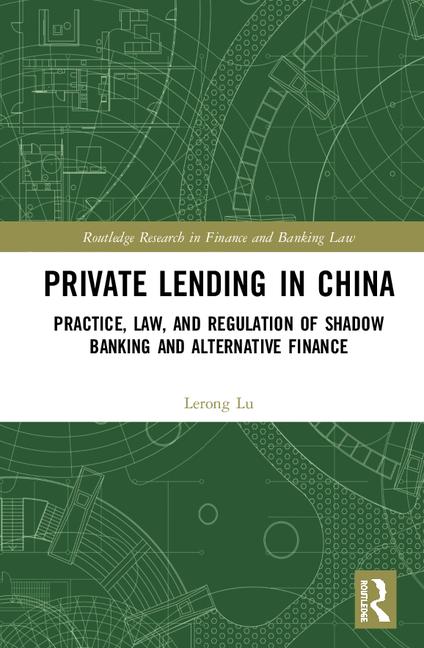 Routledge Research in Finance and Banking Law
PRIVATE LENDING IN CHINA
PRACTICE, LAW, AND REGULATION OF SHADOW
BANKING AND ALTERNATIVE FINANCE
Lerong Lu
ROUTLEDGE